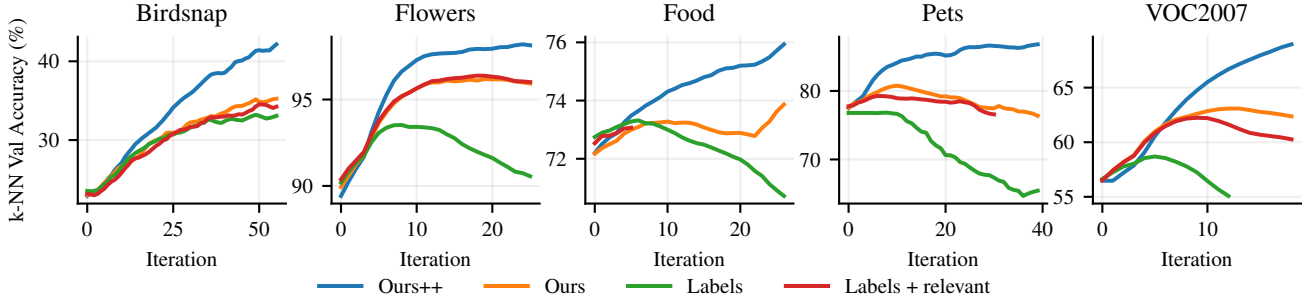 Birdsnap Flowers Food Pets VOC2007
k-NN Val Accuracy (%)
40
30
0 25 50
Iteration
95
90
0 10 20
Iteration
76
74
72
0 10 20
Iteration
80
70
0 10 20 30 40
Iteration
65
60
55
0 10
Iteration
Ours++ Ours Labels Labels + relevant